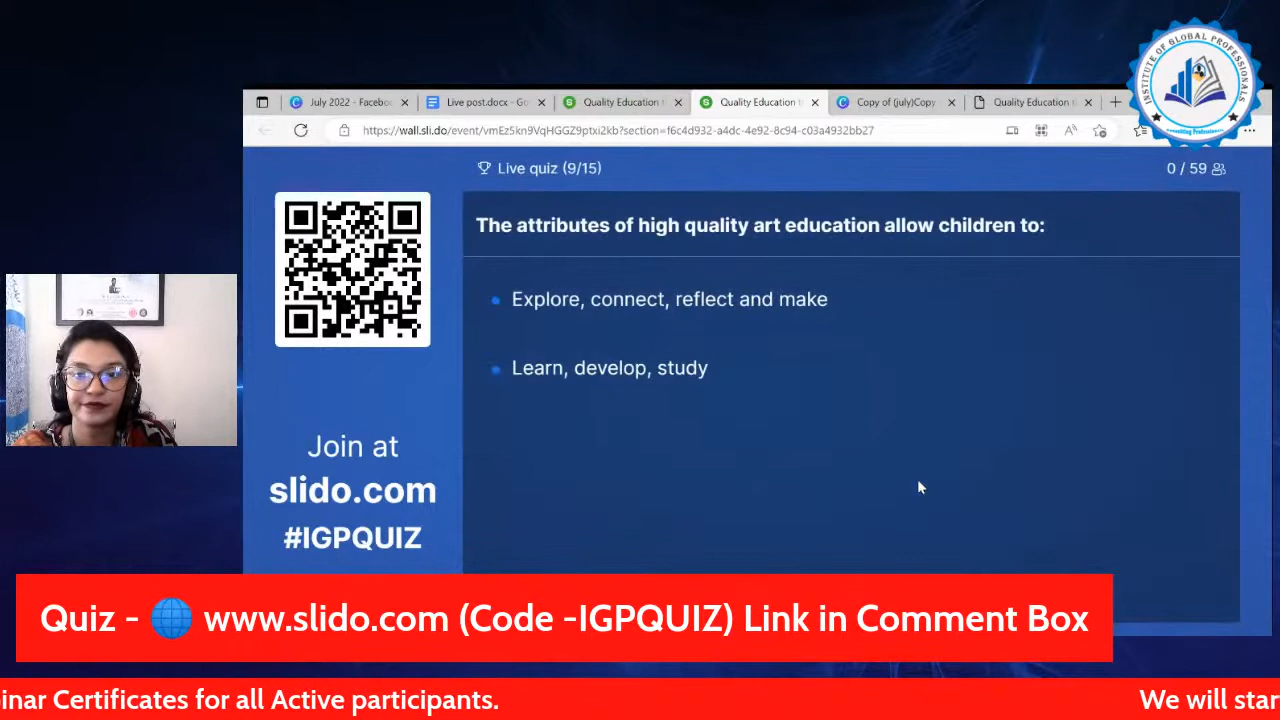 INSTITUTE OF GLOBAL PROFESSIONALS
Consulting Professionals
July 2022 - Facebo
Live post.docx - Go
Quality Education f
Quality Education t
Copy of (july)Copy
Quality Education t
https://wall.sli.do/event/vmEz5kn9VqHGGZ9ptxi2kb?section=f6c4d932-a4dc-4e92-8c94-c03a4932bb27
Live quiz (9/15)
0 / 59
The attributes of high quality art education allow children to:
Explore, connect, reflect and make
Learn, develop, study
Join at
slido.com
#IGPQUIZ
Quiz - www.slido.com (Code -IGPQUIZ) Link in Comment Box
inar Certificates for all Active participants.
We will star